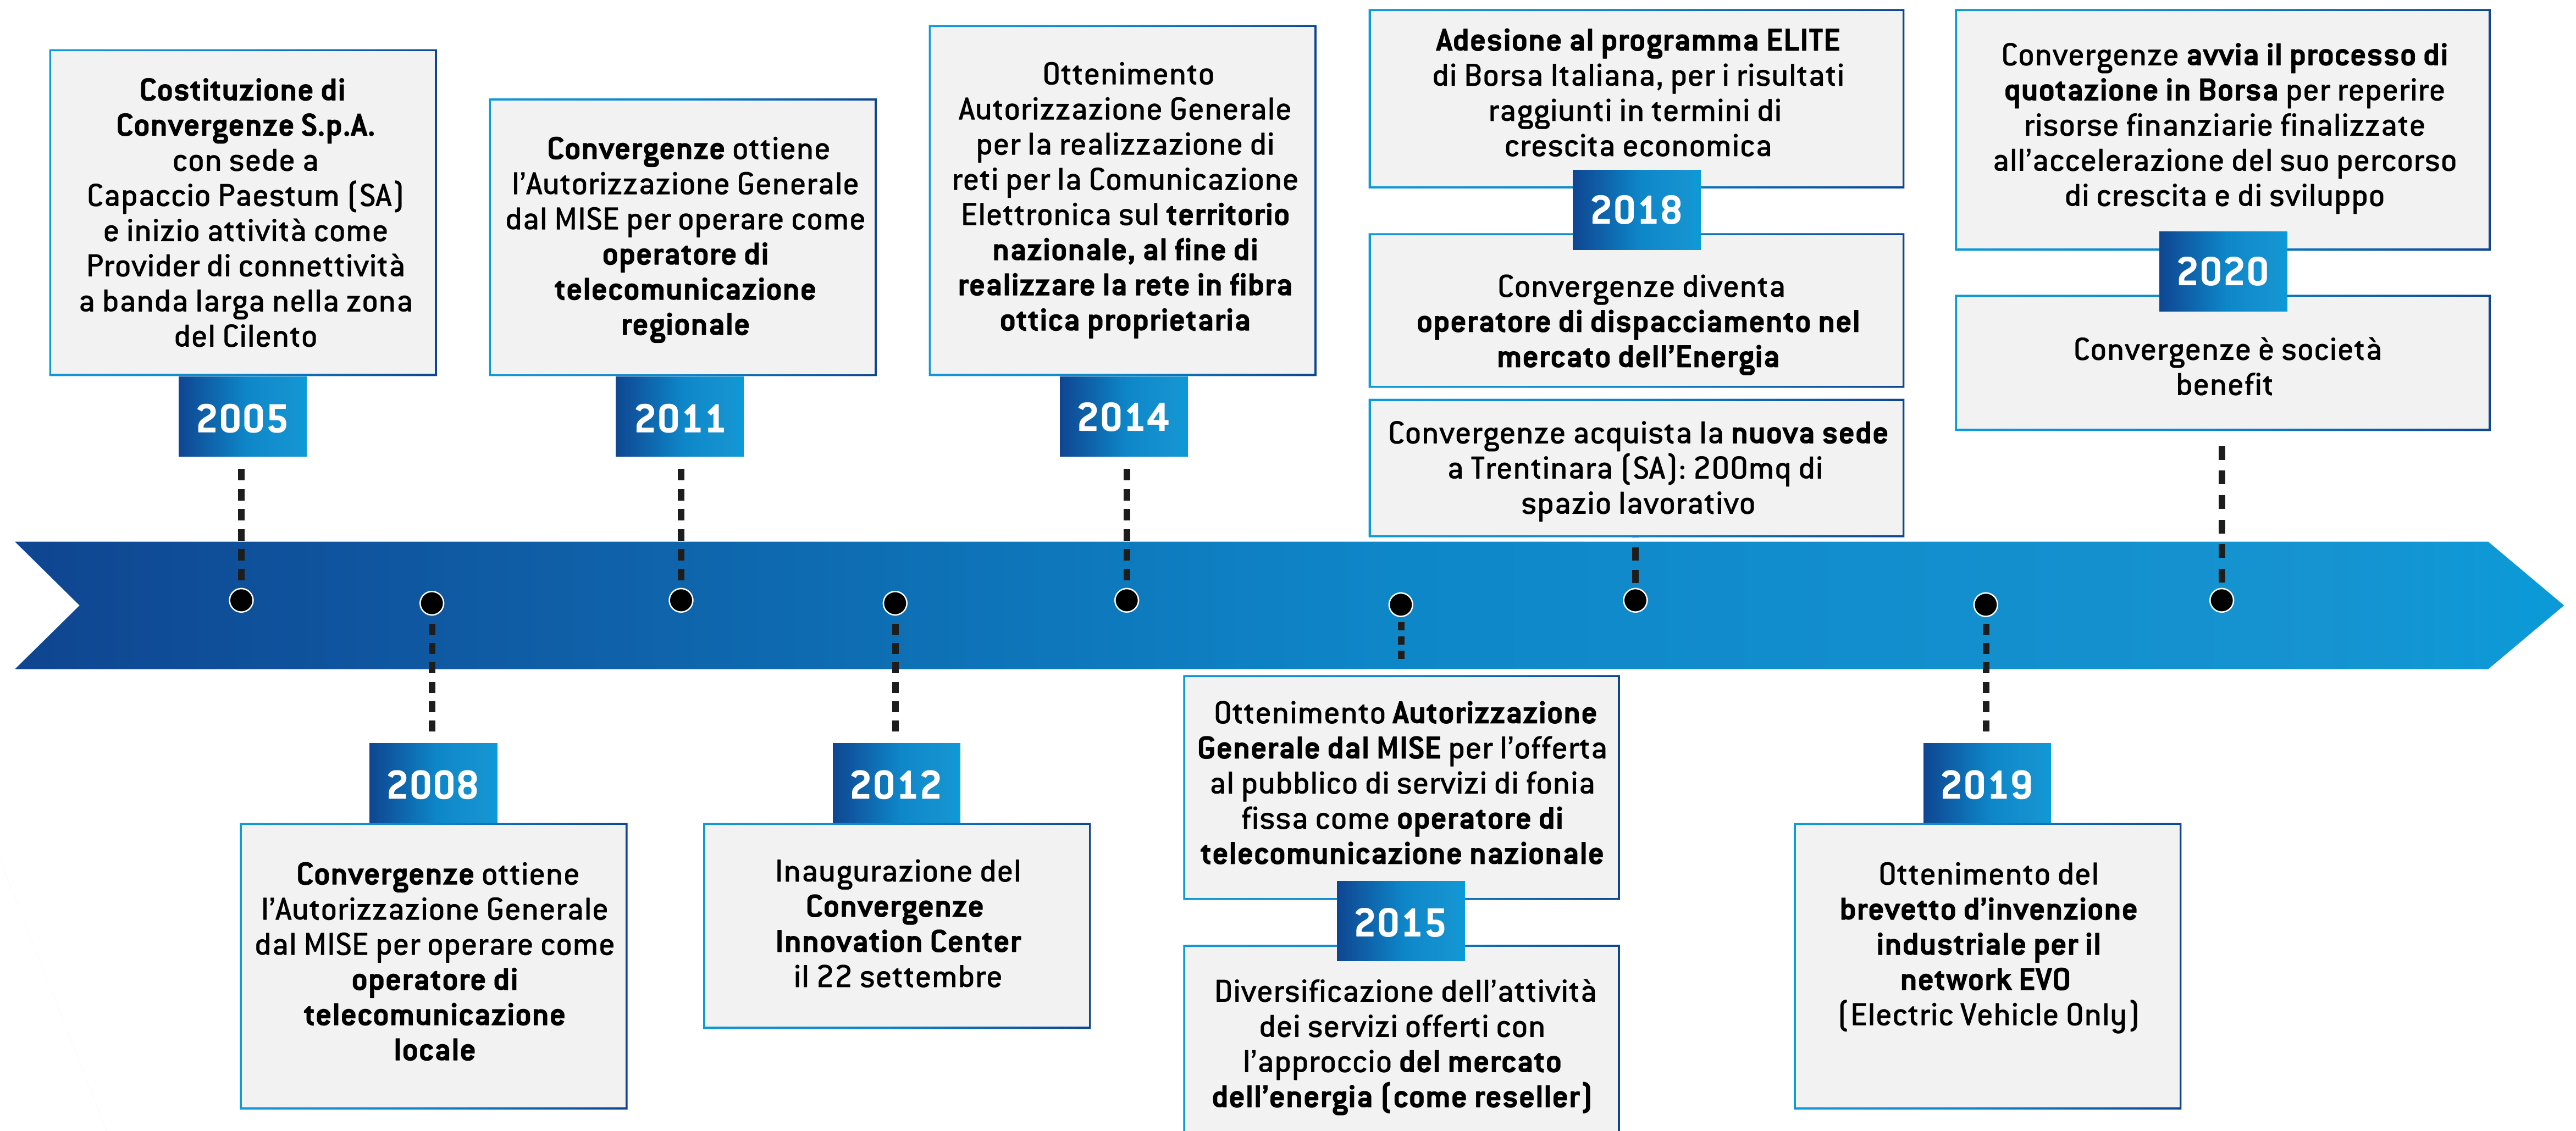 Costituzione di
Convergenze S.p.A.
con sede a
Capaccio Paestum (SA)
e inizio attività come
Provider di connettività
a banda larga nella zona
del Cilento
2005
2008
Convergenze ottiene
l'Autorizzazione Generale
dal MISE per operare come
operatore di
telecomunicazione
locale
Convergenze ottiene
l'Autorizzazione Generale
dal MISE per operare come
operatore di
telecomunicazione
regionale
2011
2012
Inaugurazione del
Convergenze
Innovation Center
il 22 settembre
Ottenimento
Autorizzazione Generale
per la realizzazione di
reti per la Comunicazione
Elettronica sul territorio
nazionale, al fine di
realizzare la rete in fibra
ottica proprietaria
2014
Ottenimento Autorizzazione
Generale dal MISE per l'offerta
al pubblico di servizi di fonia
fissa come operatore di
telecomunicazione nazionale
2015
Diversificazione dell'attività
dei servizi offerti con
l'approccio del mercato
dell'energia (come reseller)
Adesione al programma ELITE
di Borsa Italiana, per i risultati
raggiunti in termini di
crescita economica
2018
Convergenze diventa
operatore di dispacciamento nel
mercato dell'Energia
Convergenze acquista la nuova sede
a Trentinara (SA): 200mq di
spazio lavorativo
2019
Ottenimento del
brevetto d'invenzione
industriale per il
network EVO
(Electric Vehicle Only)
Convergenze avvia il processo di
quotazione in Borsa per reperire
risorse finanziarie finalizzate
all'accelerazione del suo percorso
di crescita e di sviluppo
2020
Convergenze è società
benefit